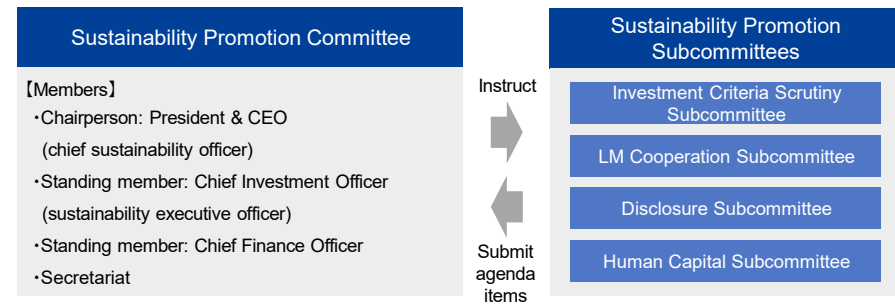 Sustainability Promotion Committee
【Members】
・Chairperson: President & CEO
(chief sustainability officer)
・Standing member: Chief Investment Officer
(sustainability executive officer)
・Standing member: Chief Finance Officer
・Secretariat
Instruct
Submit
agenda
items
Sustainability Promotion
Subcommittees
Investment Criteria Scrutiny
Subcommittee
LM Cooperation Subcommittee
Disclosure Subcommittee
Human Capital Subcommittee